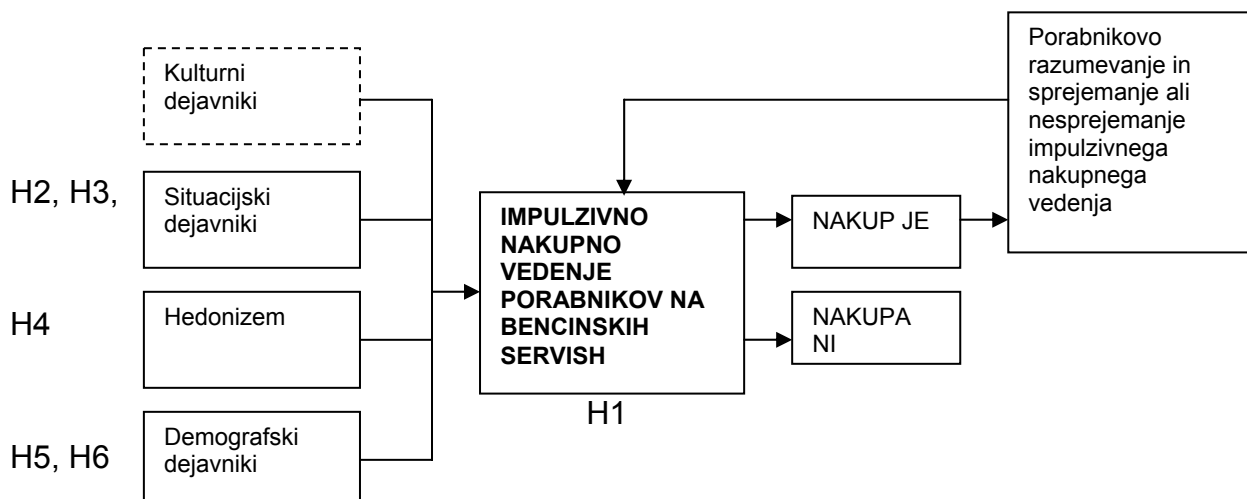 Kulturni
dejavniki
H2, H3,
Situacijski
dejavniki
H4
Hedonizem
H5, H6
Demografski
dejavniki
IMPULZIVNO
NAKUPNO
VEDENJE
PORABNIKOV NA
BENCINSKIH
SERVISH
H1
NAKUP JE
NAKUPA
NI
Porabnikovo
razumevanje in
sprejemanje ali
nesprejemanje
impulzivnega
nakupnega
vedenja